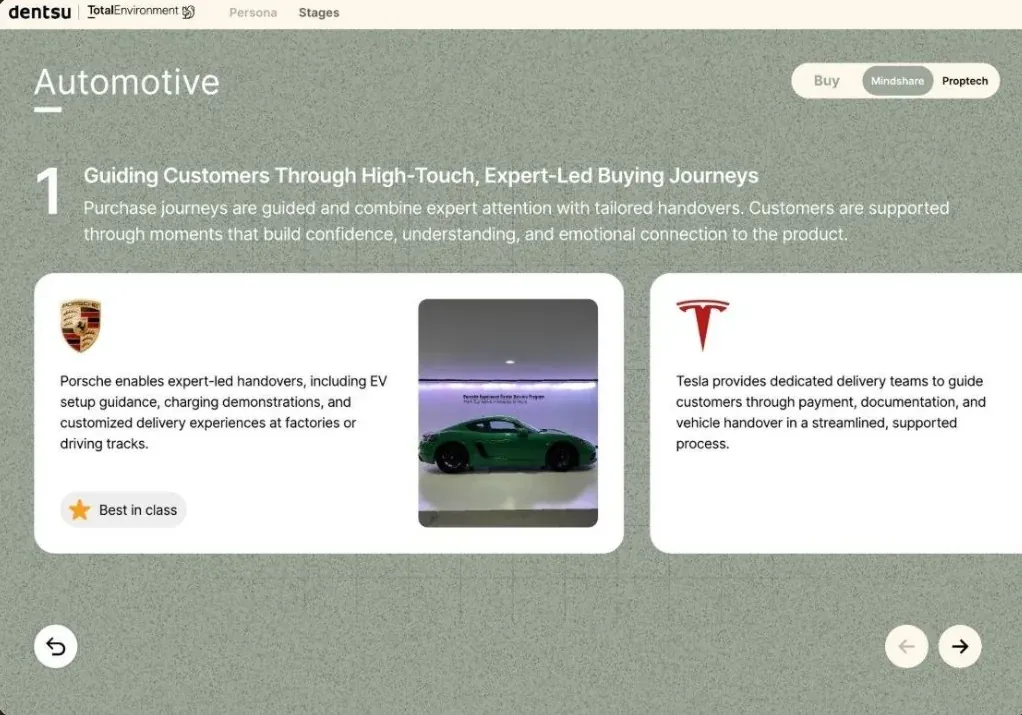 dentsu
TotalEnvironment
Persona
Stages
Automotive
Buy
Mindshare
Proptech
1
Guiding Customers Through High-Touch, Expert-Led Buying Journeys
Purchase journeys are guided and combine expert attention with tailored handovers. Customers are supported
through moments that build confidence, understanding, and emotional connection to the product.
Porsche enables expert-led handovers, including EV
setup guidance, charging demonstrations, and
customized delivery experiences at factories or
driving tracks.
Best in class
Tesla provides dedicated delivery teams to guide
customers through payment, documentation, and
vehicle handover in a streamlined, supported
process.